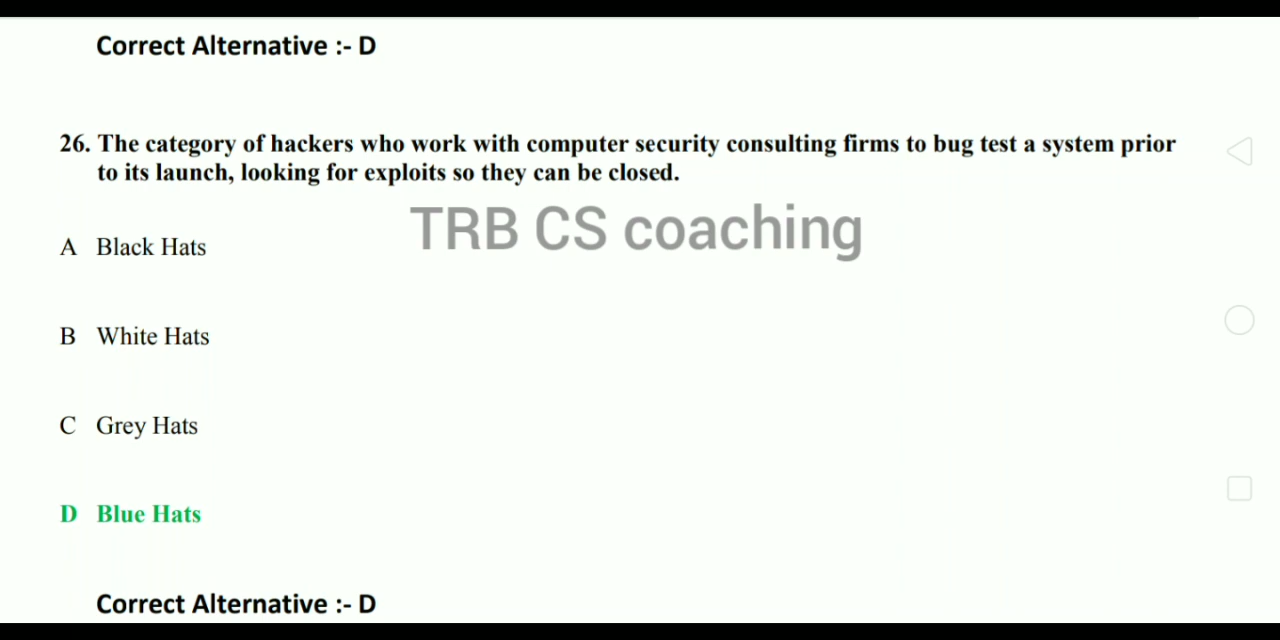 Correct Alternative :- D
26. The category of hackers who work with computer security consulting firms to bug test a system prior
to its launch, looking for exploits so they can be closed.
TRB CS coaching
A Black Hats
B White Hats
C Grey Hats
D Blue Hats
Correct Alternative :- D